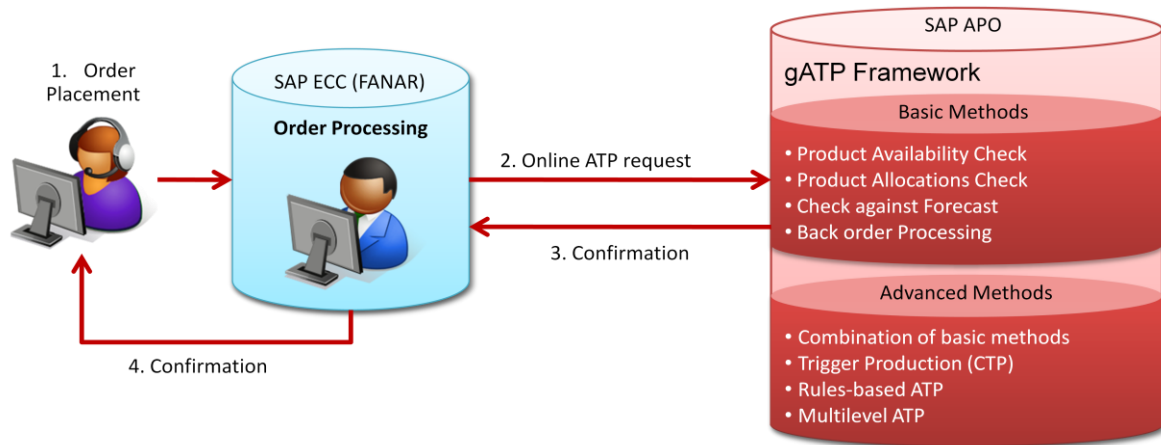 1. Order
Placement
SAP ECC (FANAR)
Order Processing
2. Online ATP request
3. Confirmation
4. Confirmation
SAP APO
gATP Framework
Basic Methods
• Product Availability Check
• Product Allocations Check
• Check against Forecast
• Back order Processing
Advanced Methods
• Combination of basic methods
• Trigger Production (CTP)
• Rules-based ATP
• Multilevel ATP